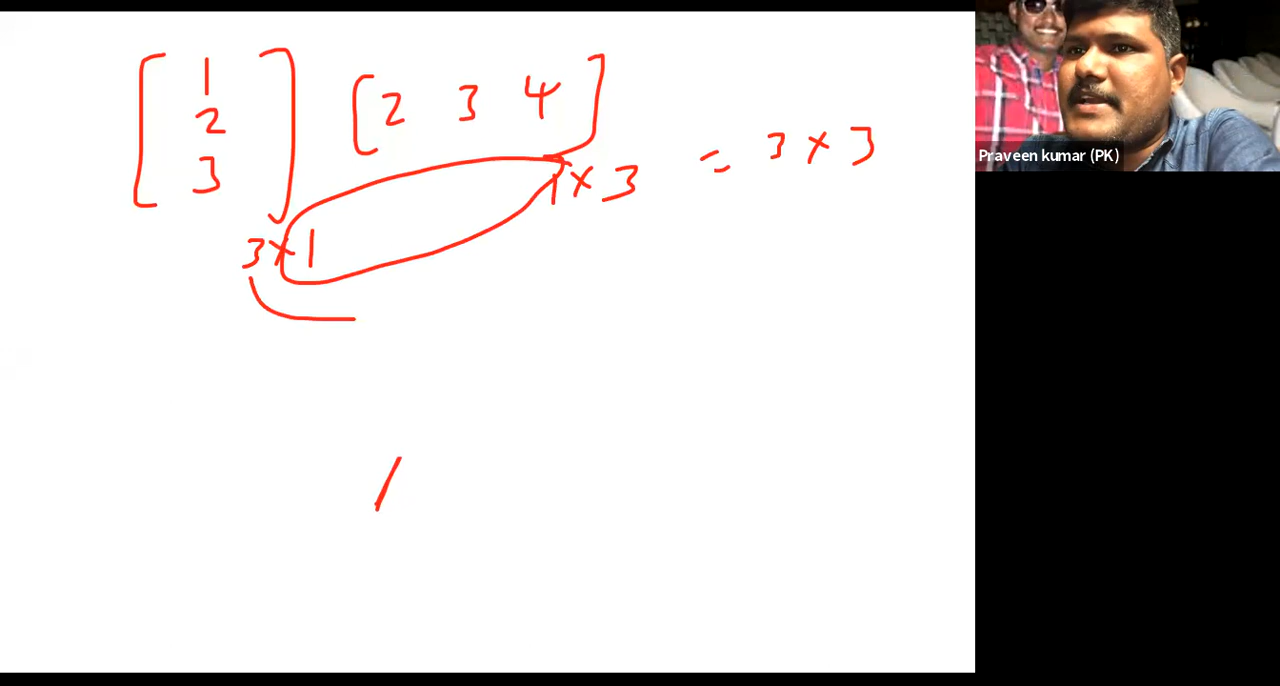 [1 2 3] [2 3 4]
3×1 1×3 = 3×3
Praveen kumar (PK)